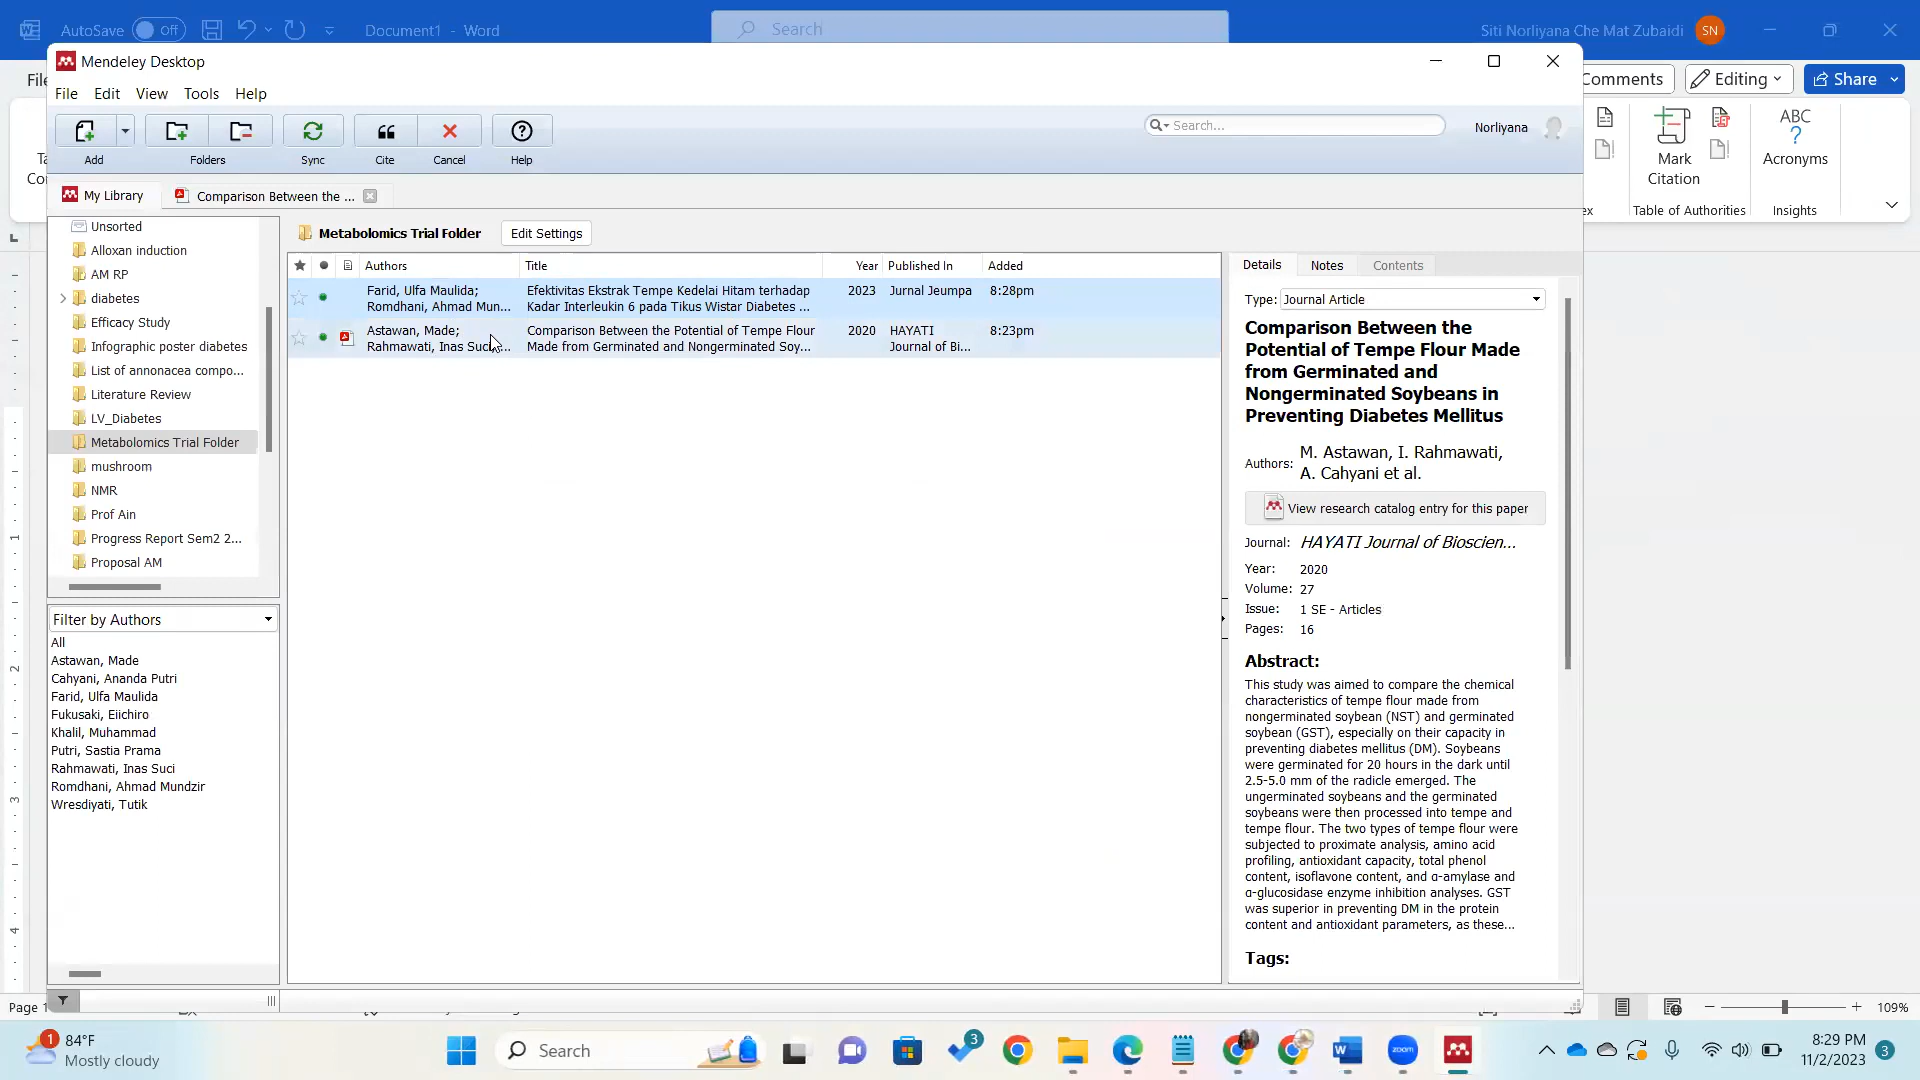 AutoSave Off Document1 - Word Search Siti Norliyana Che Mat Zubaidi SN
Mendeley Desktop
File Edit View Tools Help
Comments Editing Share
Add Folders Sync Cite Cancel Help
Search... Norliyana
Mark
Citation
Table of Authorities
ABC
Acronyms
Insights
My Library Comparison Between the ...
Metabolomics Trial Folder Edit Settings
Unsorted
Alloxan induction
AM RP
diabetes
Efficacy Study
Infographic poster diabetes
List of annonacea compo...
Literature Review
LV_Diabetes
Metabolomics Trial Folder
mushroom
NMR
Prof Ain
Progress Report Sem2 2...
Proposal AM
Filter by Authors
All
Astawan, Made
Cahyani, Ananda Putri
Farid, Ulfa Maulida
Fukusaki, Eiichiro
Khalil, Muhammad
Putri, Sastia Prama
Rahmawati, Inas Suci
Romdhani, Ahmad Mundzir
Wresdiyati, Tutik
Authors Title Year Published In Added
Farid, Ulfa Maulida; Efektivitas Ekstrak Tempe Kedelai Hitam terhadap 2023 Jurnal Jeumpa 8:28pm
Romdhani, Ahmad Mun... Kadar Interleukin 6 pada Tikus Wistar Diabetes ...
Astawan, Made; Comparison Between the Potential of Tempe Flour 2020 HAYATI 8:23pm
Rahmawati, Inas Suci... Made from Germinated and Nongerminated Soy... Journal of Bi...
Details Notes Contents
Type: Journal Article
Comparison Between the
Potential of Tempe Flour Made
from Germinated and
Nongerminated Soybeans in
Preventing Diabetes Mellitus
Authors: M. Astawan, I. Rahmawati,
A. Cahyani et al.
View research catalog entry for this paper
Journal: HAYATI Journal of Bioscien...
Year: 2020
Volume: 27
Issue: 1 SE - Articles
Pages: 16
Abstract:
This study was aimed to compare the chemical
characteristics of tempe flour made from
nongerminated soybean (NST) and germinated
soybean (GST), especially on their capacity in
preventing diabetes mellitus (DM). Soybeans
were germinated for 20 hours in the dark until
2.5-5.0 mm of the radicle emerged. The
ungerminated soybeans and the germinated
soybeans were then processed into tempe and
tempe flour. The two types of tempe flour were
subjected to proximate analysis, amino acid
profiling, antioxidant capacity, total phenol
content, isoflavone content, and α-amylase and
α-glucosidase enzyme inhibition analyses. GST
was superior in preventing DM in the protein
content and antioxidant parameters, as these...
Tags:
Page 1 109%
1
84°F
Mostly cloudy
Search 3 zoom
8:29 PM
11/2/2023 3